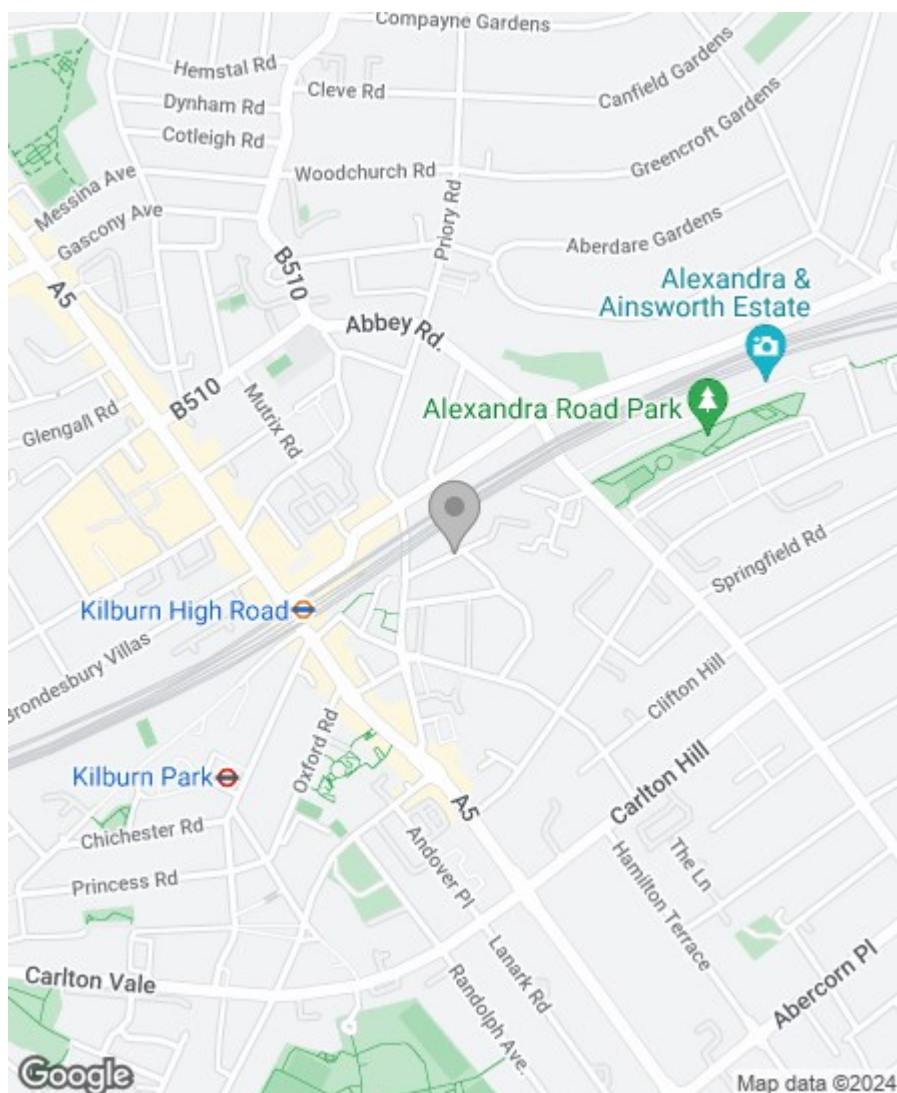 Compayne Gardens
Hemstal Rd
Cleve Rd
Canfield Gardens
Dynham Rd
Cotleigh Rd
Greencroft Gardens
Woodchurch Rd
Messina Ave
Priory Rd
Gascony Ave
Aberdare Gardens
B510
A5
Alexandra &
Ainsworth Estate
Abbey Rd.
B510
Mutrix Rd
Glengall Rd
Alexandra Road Park
Springfield Rd
Kilburn High Road
Brondesbury Villas
Clifton Hill
Oxford Rd
Kilburn Park
Carlton Hill
A5
Chichester Rd
Andover Pl
The Ln
Princess Rd
Hamilton Terrace
Lanark Rd
Carlton Vale
Randolph Ave.
Abercorn Pl
Google
Map data ©2024